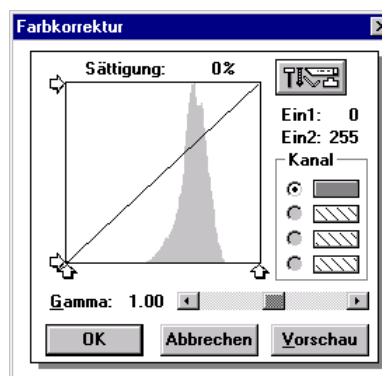 Farbkorrektur
Sättigung: 0%
Ein1: 0
Ein2: 255
Kanal
Gamma: 1.00
OK
Abbrechen
Vorschau